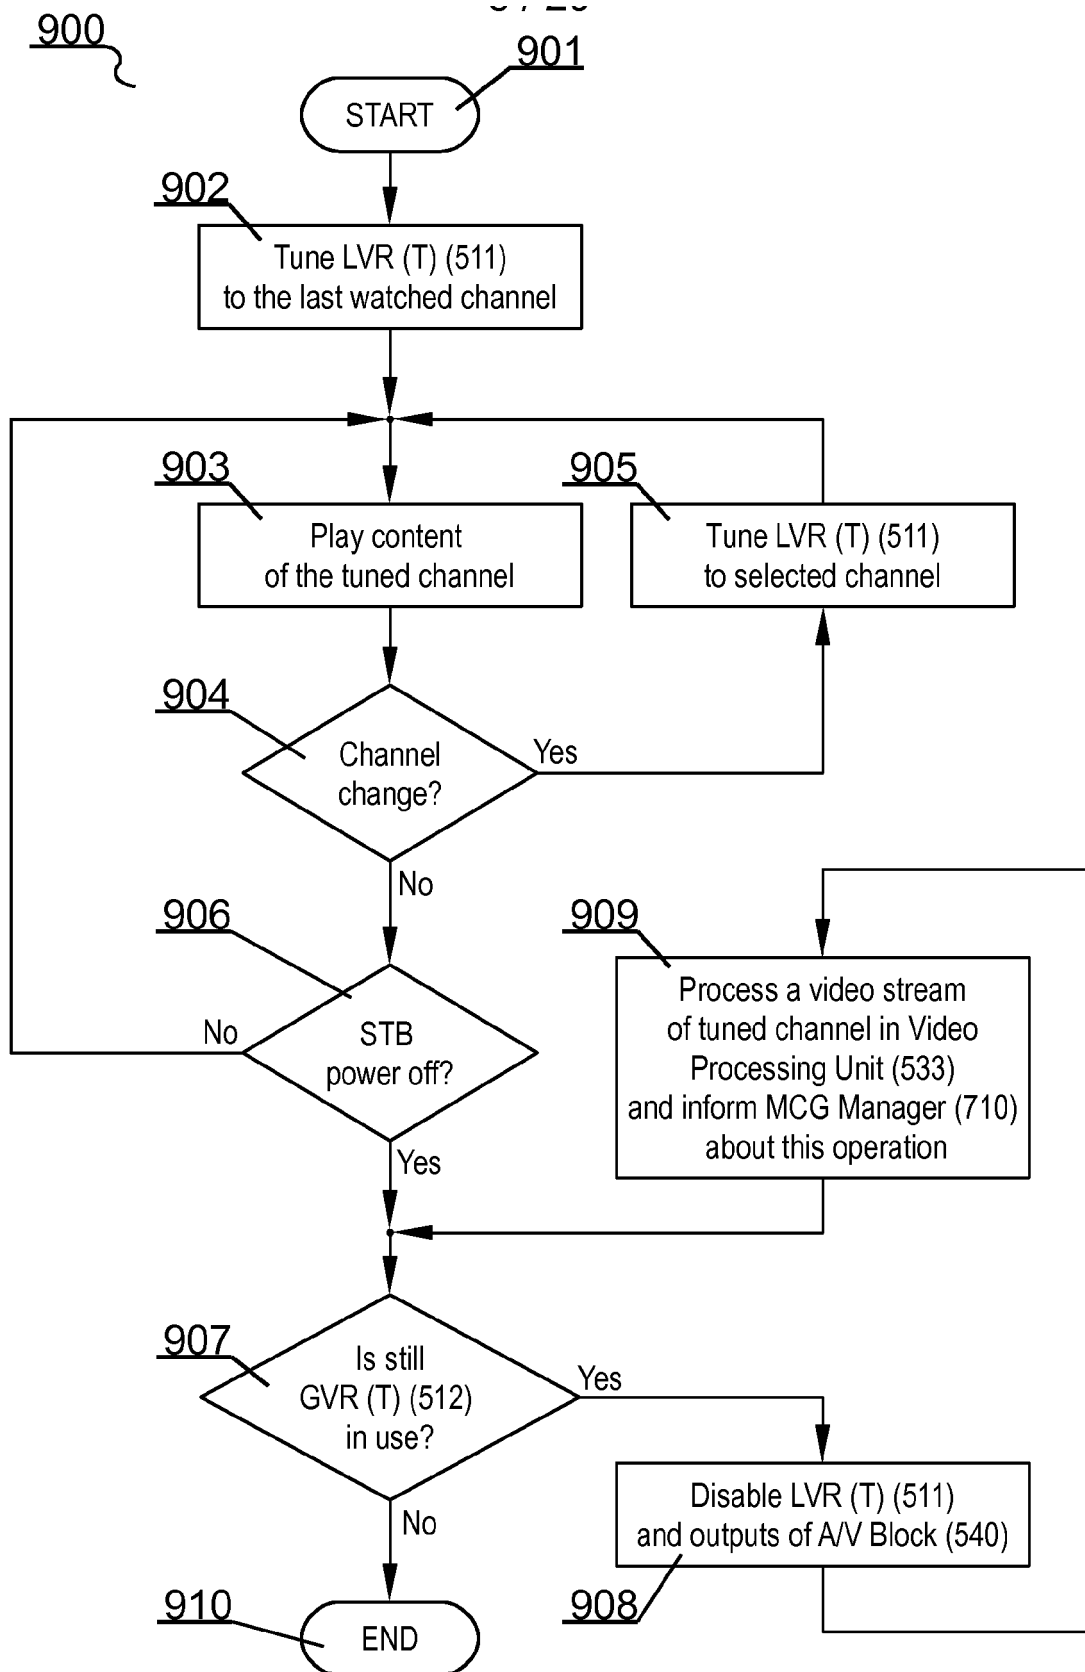 900
901
START
902
Tune LVR (T) (511)
to the last watched channel
903
Play content
of the tuned channel
905
Tune LVR (T) (511)
to selected channel
904
Channel
change?
Yes
No
906
STB
power off?
No
Yes
909
Process a video stream
of tuned channel in Video
Processing Unit (533)
and inform MCG Manager (710)
about this operation
907
Is still
GVR (T) (512)
in use?
Yes
No
Disable LVR (T) (511)
and outputs of A/V Block (540)
908
910
END